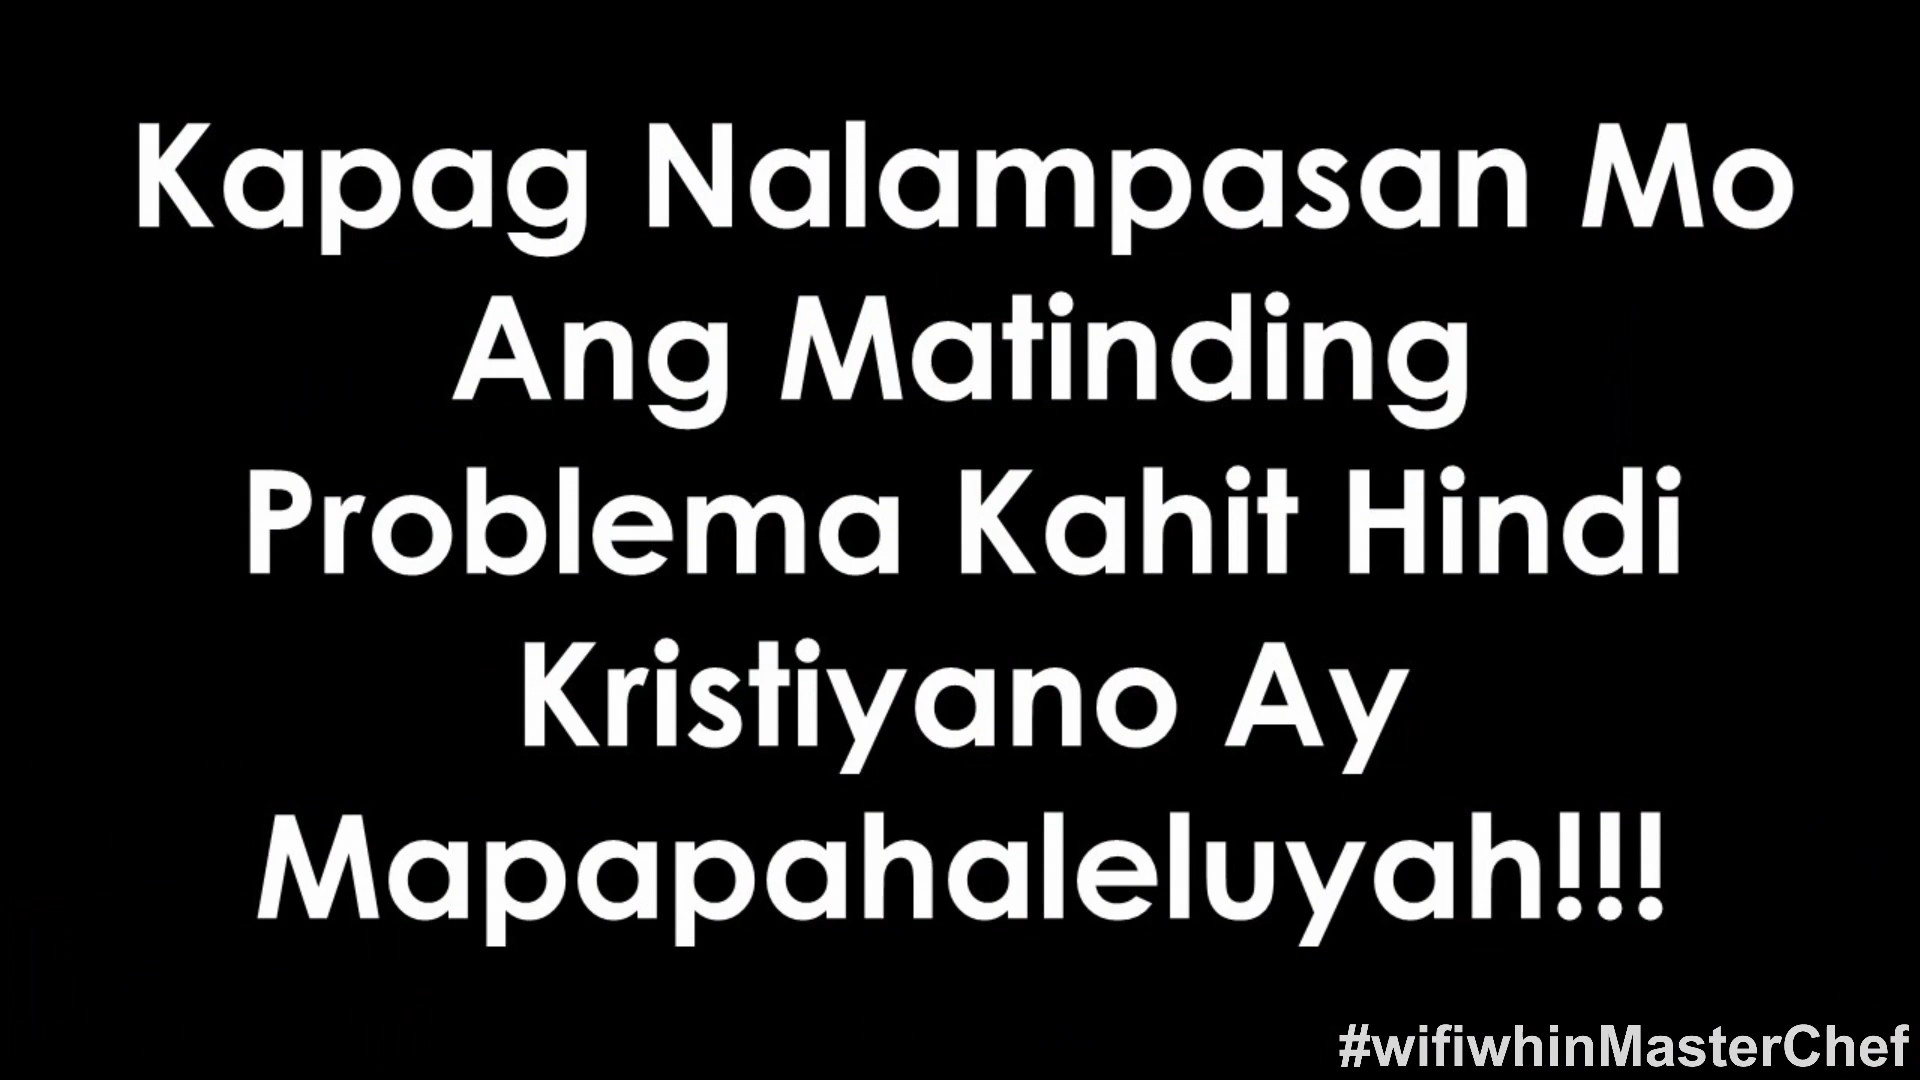 Kapag Nalampasan Mo
Ang Matinding
Problema Kahit Hindi
Kristiyano Ay
Mapapahaleluyah!!!
#wifiwhinMasterChef